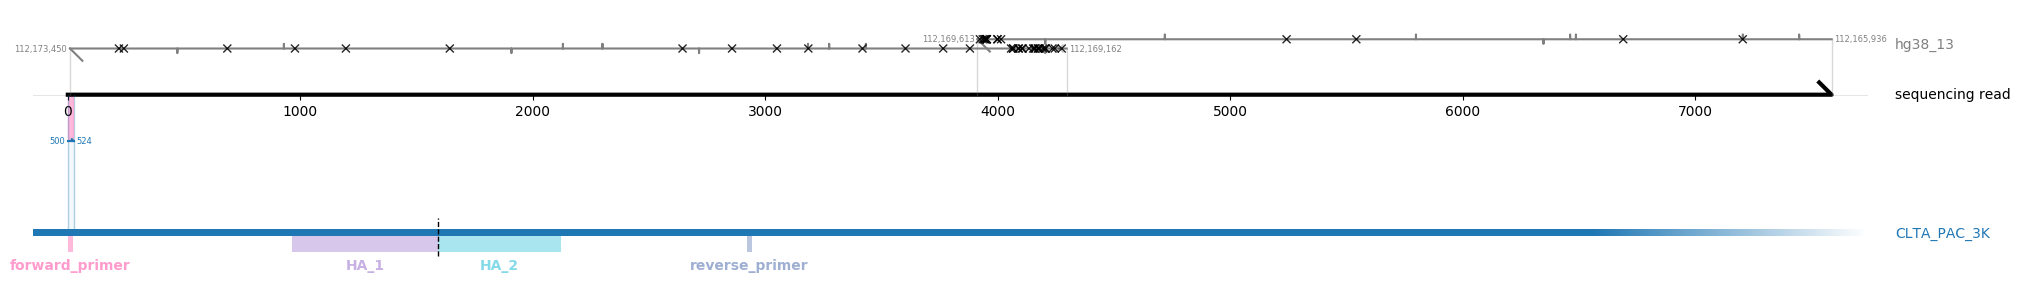 112,169,613 112,165,936
112,173,450 112,169,162 hg38_13
sequencing read
0 1000 2000 3000 4000 5000 6000 7000
500 524
CLTA_PAC_3K
forward_primer HA_1 HA_2 reverse_primer